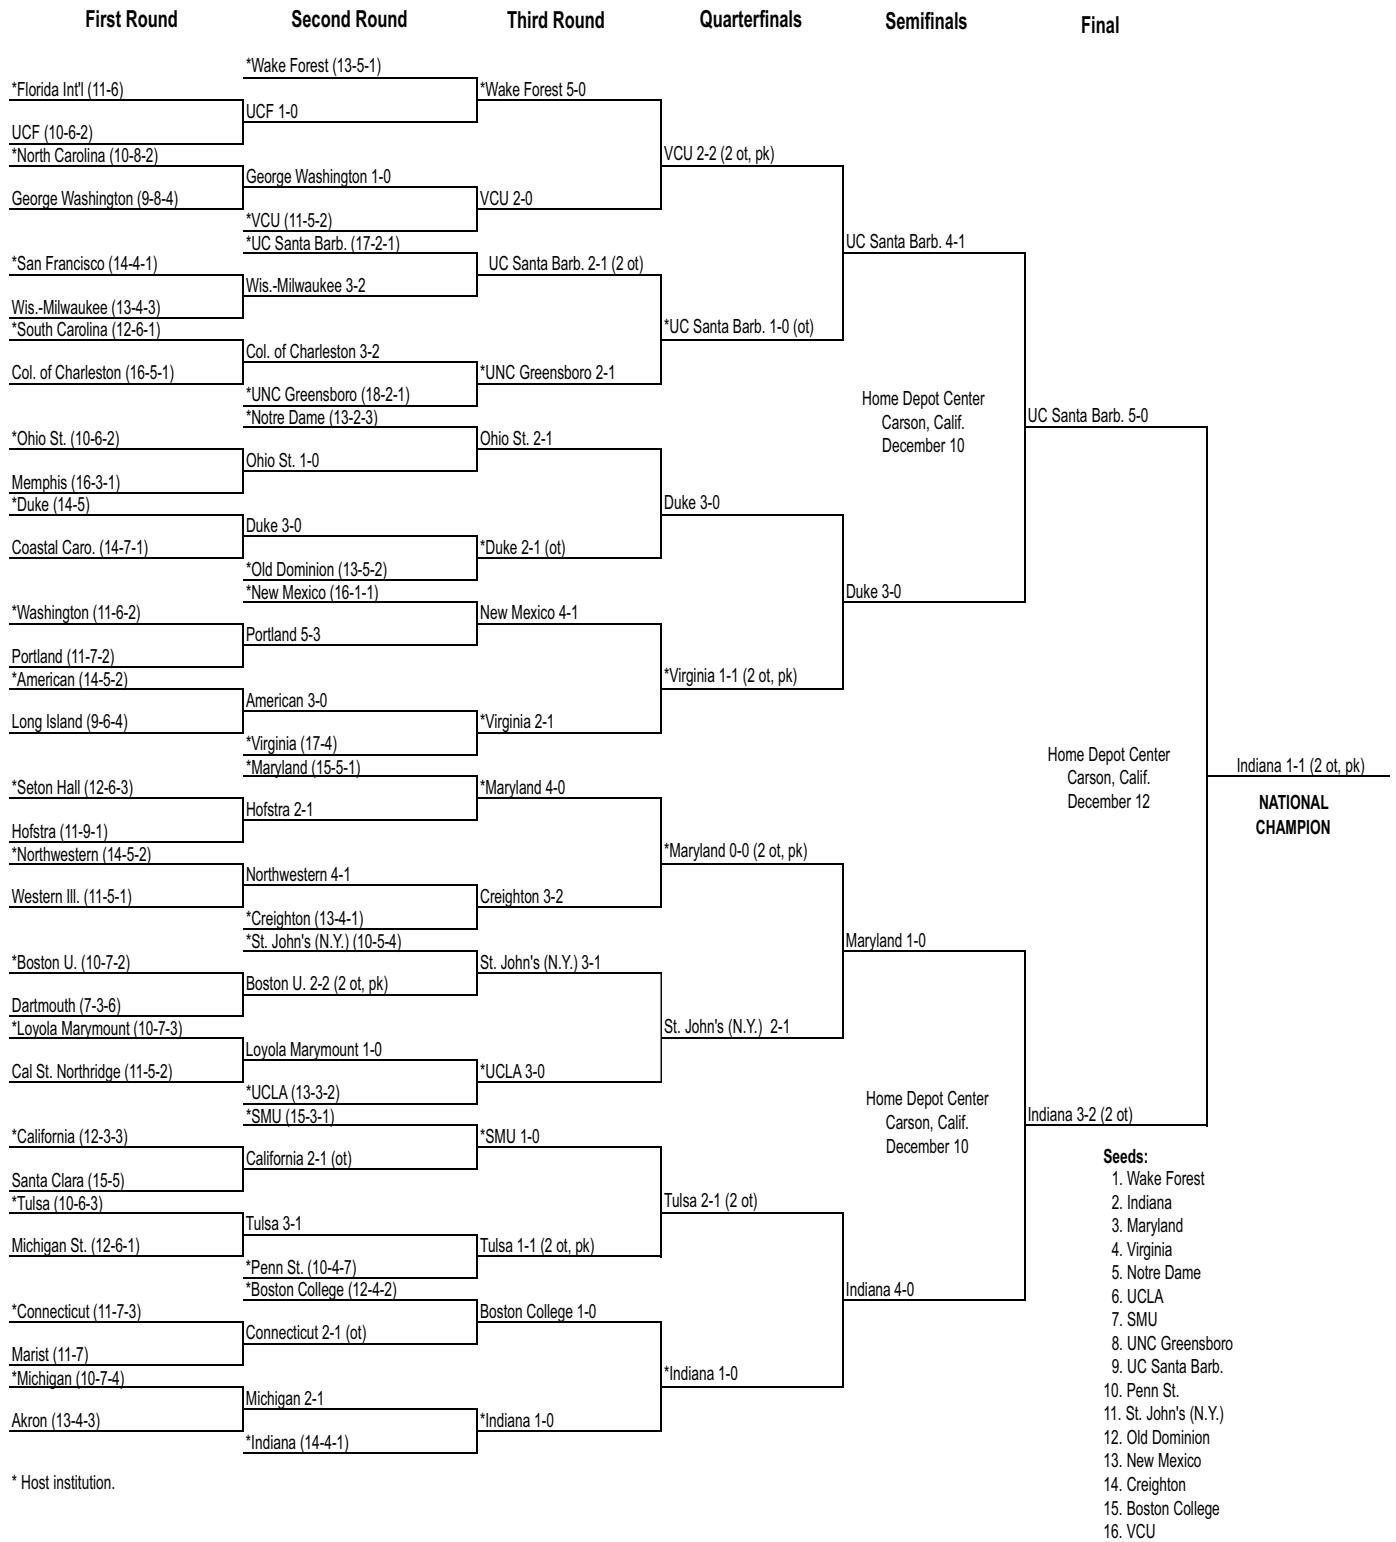 First Round
Second Round
Third Round
Quarterfinals
Semifinals
Final
*Wake Forest (13-5-1)
*Florida Int'l (11-6)
*Wake Forest 5-0
UCF 1-0
UCF (10-6-2)
*North Carolina (10-8-2)
VCU 2-2 (2 ot, pk)
George Washington 1-0
George Washington (9-8-4)
VCU 2-0
*VCU (11-5-2)
*UC Santa Barb. (17-2-1)
UC Santa Barb. 4-1
*San Francisco (14-4-1)
UC Santa Barb. 2-1 (2 ot)
Wis.-Milwaukee 3-2
Wis.-Milwaukee (13-4-3)
*South Carolina (12-6-1)
*UC Santa Barb. 1-0 (ot)
Col. of Charleston 3-2
Col. of Charleston (16-5-1)
*UNC Greensboro 2-1
*UNC Greensboro (18-2-1)
Home Depot Center
Carson, Calif.
December 10
*Notre Dame (13-2-3)
UC Santa Barb. 5-0
*Ohio St. (10-6-2)
Ohio St. 2-1
Ohio St. 1-0
Memphis (16-3-1)
*Duke (14-5)
Duke 3-0
Duke 3-0
Coastal Caro. (14-7-1)
*Duke 2-1 (ot)
*Old Dominion (13-5-2)
*New Mexico (16-1-1)
Duke 3-0
*Washington (11-6-2)
New Mexico 4-1
Portland 5-3
Portland (11-7-2)
*American (14-5-2)
*Virginia 1-1 (2 ot, pk)
American 3-0
Long Island (9-6-4)
*Virginia 2-1
*Virginia (17-4)
Home Depot Center
Carson, Calif.
December 12
*Maryland (15-5-1)
Indiana 1-1 (2 ot, pk)
NATIONAL
CHAMPION
*Seton Hall (12-6-3)
*Maryland 4-0
Hofstra 2-1
Hofstra (11-9-1)
*Northwestern (14-5-2)
*Maryland 0-0 (2 ot, pk)
Northwestern 4-1
Western Ill. (11-5-1)
Creighton 3-2
*Creighton (13-4-1)
*St. John's (N.Y.) (10-5-4)
Maryland 1-0
*Boston U. (10-7-2)
St. John's (N.Y.) 3-1
Boston U. 2-2 (2 ot, pk)
Dartmouth (7-3-6)
*Loyola Marymount (10-7-3)
St. John's (N.Y.) 2-1
Loyola Marymount 1-0
Cal St. Northridge (11-5-2)
*UCLA 3-0
*UCLA (13-3-2)
Home Depot Center
Carson, Calif.
December 10
*SMU (15-3-1)
Indiana 3-2 (2 ot)
*California (12-3-3)
*SMU 1-0
California 2-1 (ot)
Santa Clara (15-5)
*Tulsa (10-6-3)
Tulsa 2-1 (2 ot)
Tulsa 3-1
Michigan St. (12-6-1)
Tulsa 1-1 (2 ot, pk)
*Penn St. (10-4-7)
*Boston College (12-4-2)
Indiana 4-0
*Connecticut (11-7-3)
Boston College 1-0
Connecticut 2-1 (ot)
Marist (11-7)
*Michigan (10-7-4)
*Indiana 1-0
Michigan 2-1
Akron (13-4-3)
*Indiana 1-0
*Indiana (14-4-1)
* Host institution.
Seeds:
1. Wake Forest
2. Indiana
3. Maryland
4. Virginia
5. Notre Dame
6. UCLA
7. SMU
8. UNC Greensboro
9. UC Santa Barb.
10. Penn St.
11. St. John's (N.Y.)
12. Old Dominion
13. New Mexico
14. Creighton
15. Boston College
16. VCU